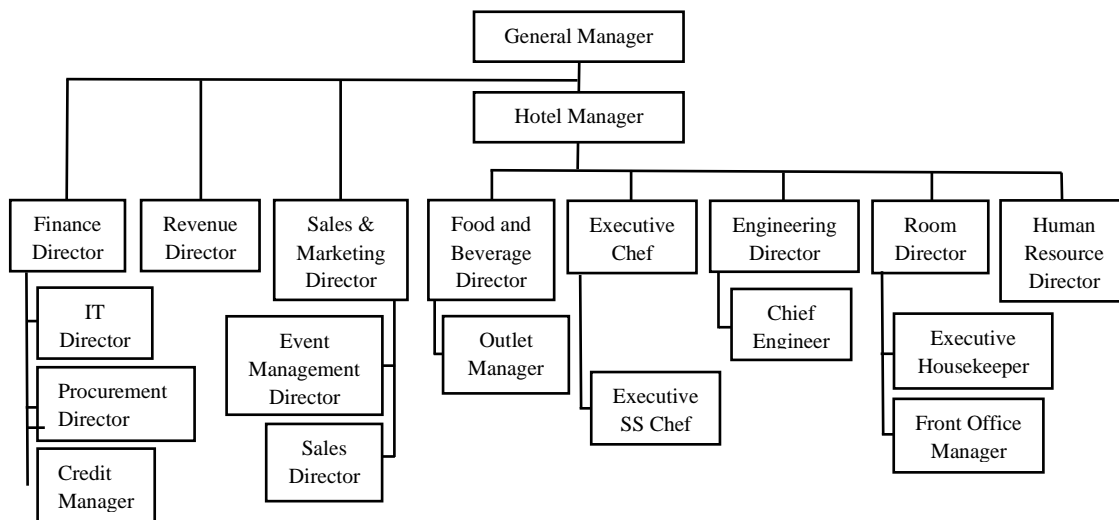 General Manager
Hotel Manager
Finance
Director
Revenue
Director
Sales &
Marketing
Director
Food and
Beverage
Director
Executive
Chef
Engineering
Director
Room
Director
Human
Resource
Director
IT
Director
Procurement
Director
Credit
Manager
Event
Management
Director
Sales
Director
Outlet
Manager
Executive
SS Chef
Chief
Engineer
Executive
Housekeeper
Front Office
Manager